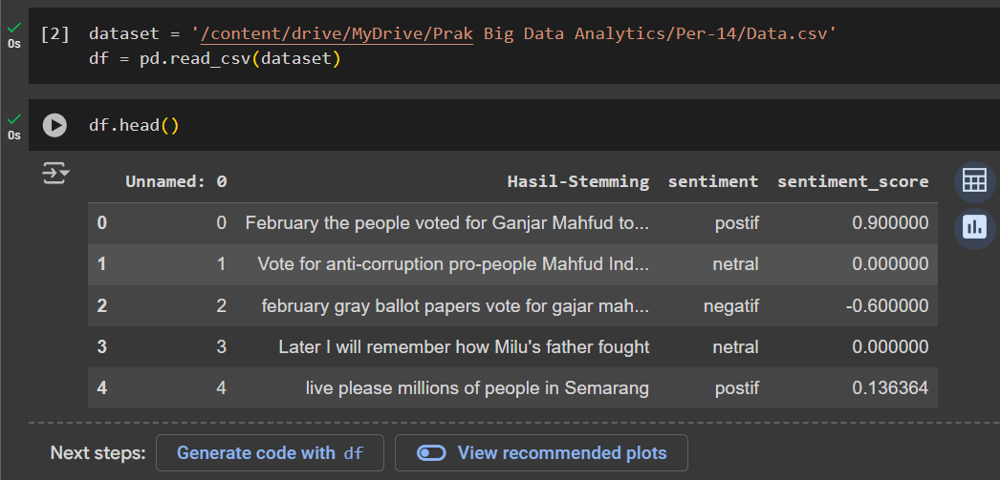 [2] dataset = '/content/drive/MyDrive/Prak Big Data Analytics/Per-14/Data.csv'
0s df = pd.read_csv(dataset)
df.head()
0s
Unnamed: 0 Hasil-Stemming sentiment sentiment_score
0 0 February the people voted for Ganjar Mahfud to... postif 0.900000
1 1 Vote for anti-corruption pro-people Mahfud Ind... netral 0.000000
2 2 february gray ballot papers vote for gajar mah... negatif -0.600000
3 3 Later I will remember how Milu's father fought netral 0.000000
4 4 live please millions of people in Semarang postif 0.136364
Next steps: Generate code with df View recommended plots